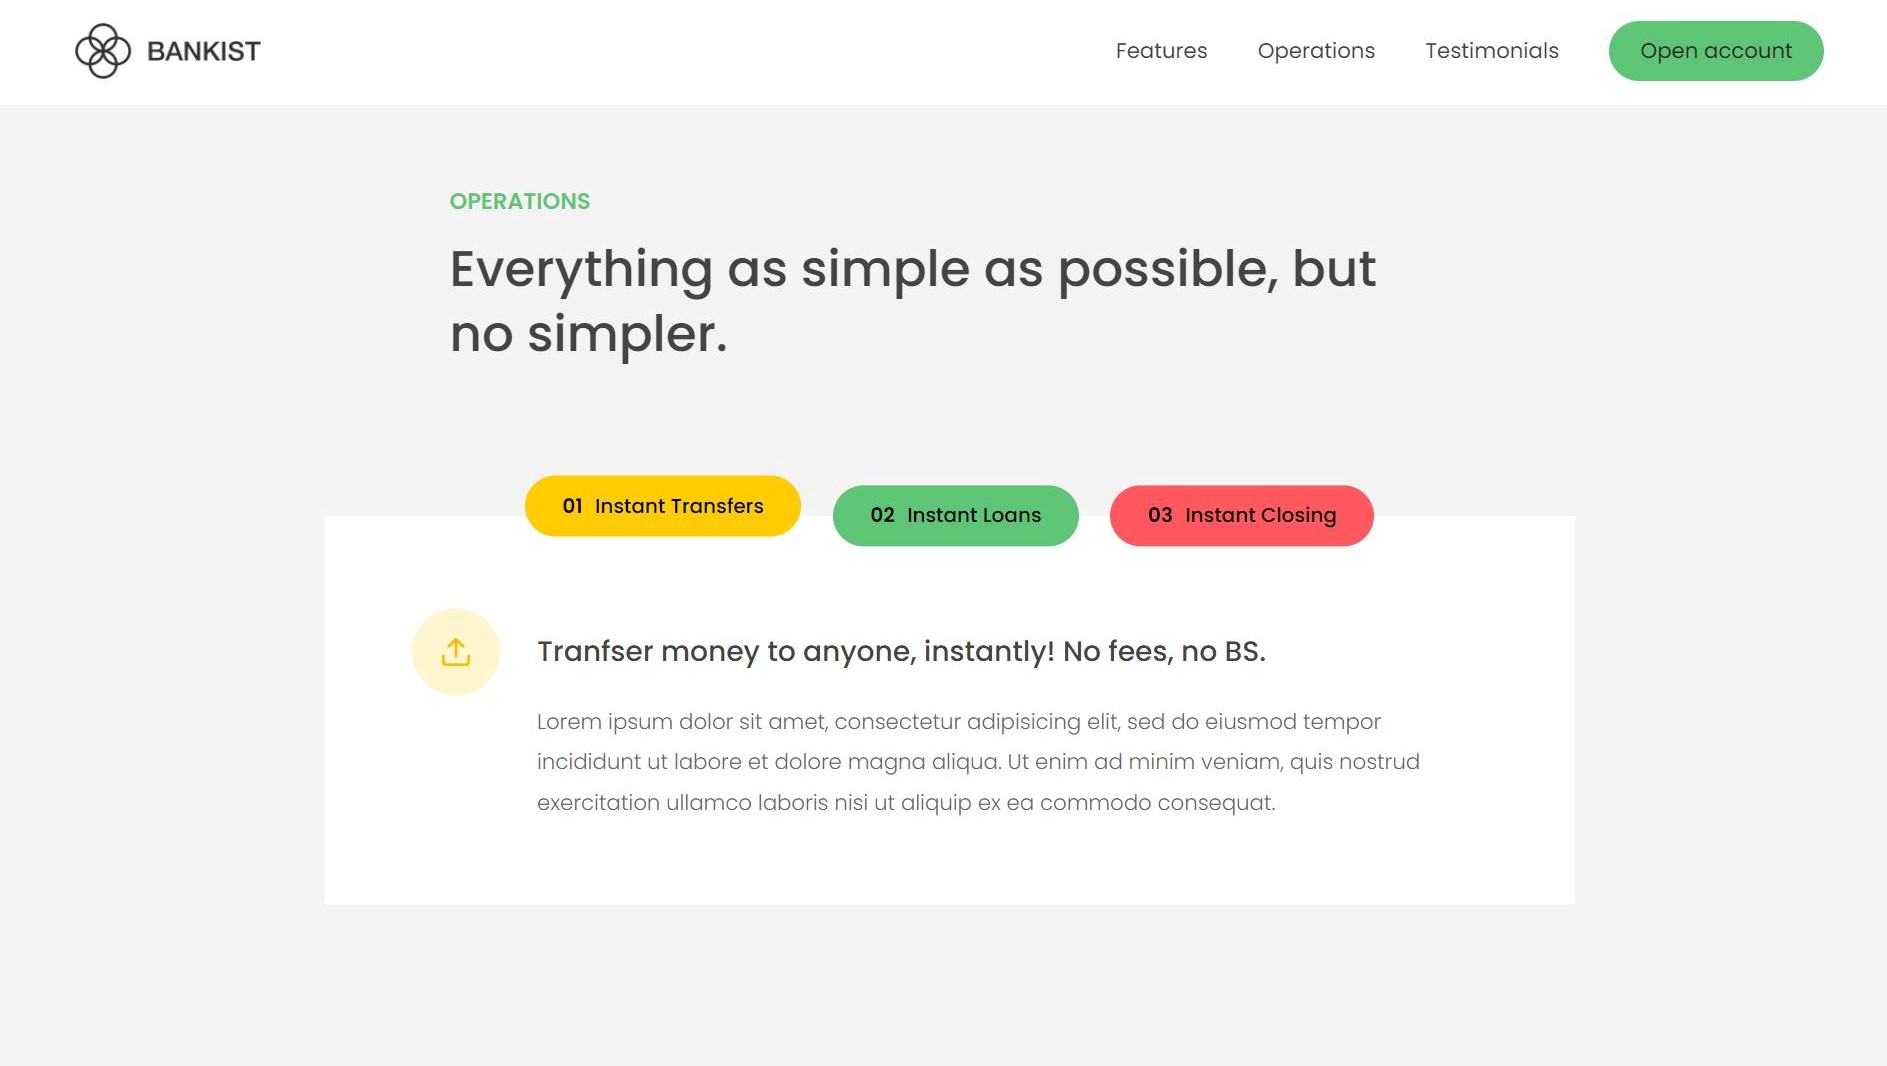 BANKIST
Features
Operations
Testimonials
Open account
OPERATIONS
Everything as simple as possible, but
no simpler.
01 Instant Transfers
02 Instant Loans
03 Instant Closing
Tranfser money to anyone, instantly! No fees, no BS.
Lorem ipsum dolor sit amet, consectetur adipisicing elit, sed do eiusmod tempor
incididunt ut labore et dolore magna aliqua. Ut enim ad minim veniam, quis nostrud
exercitation ullamco laboris nisi ut aliquip ex ea commodo consequat.